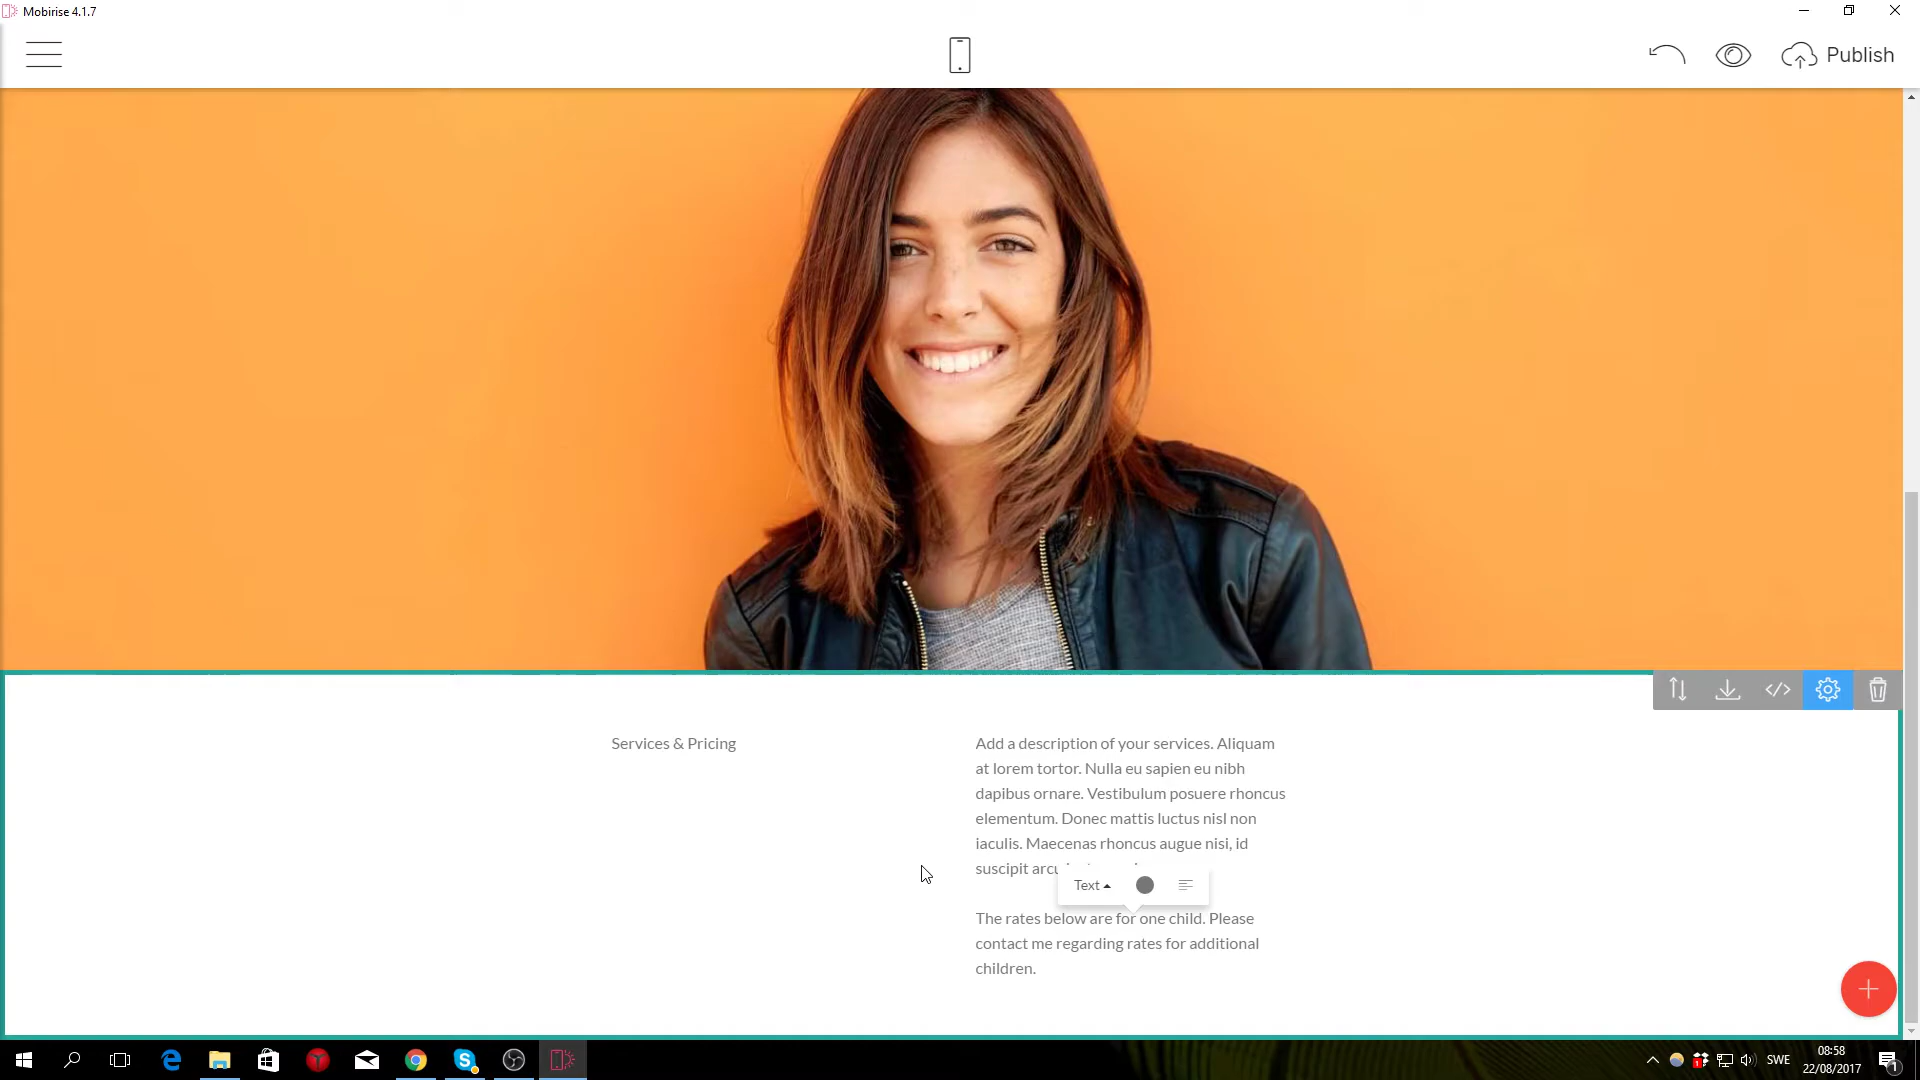 Mobirise 4.1.7
Publish
Services & Pricing
Add a description of your services. Aliquam
at lorem tortor. Nulla eu sapien eu nibh
dapibus ornare. Vestibulum posuere rhoncus
elementum. Donec mattis luctus nisl non
iaculis. Maecenas rhoncus augue nisi, id
suscipit
Text
The rates below are for one child. Please
contact me regarding rates for additional
children.
SWE
08:58
22/08/2017
1